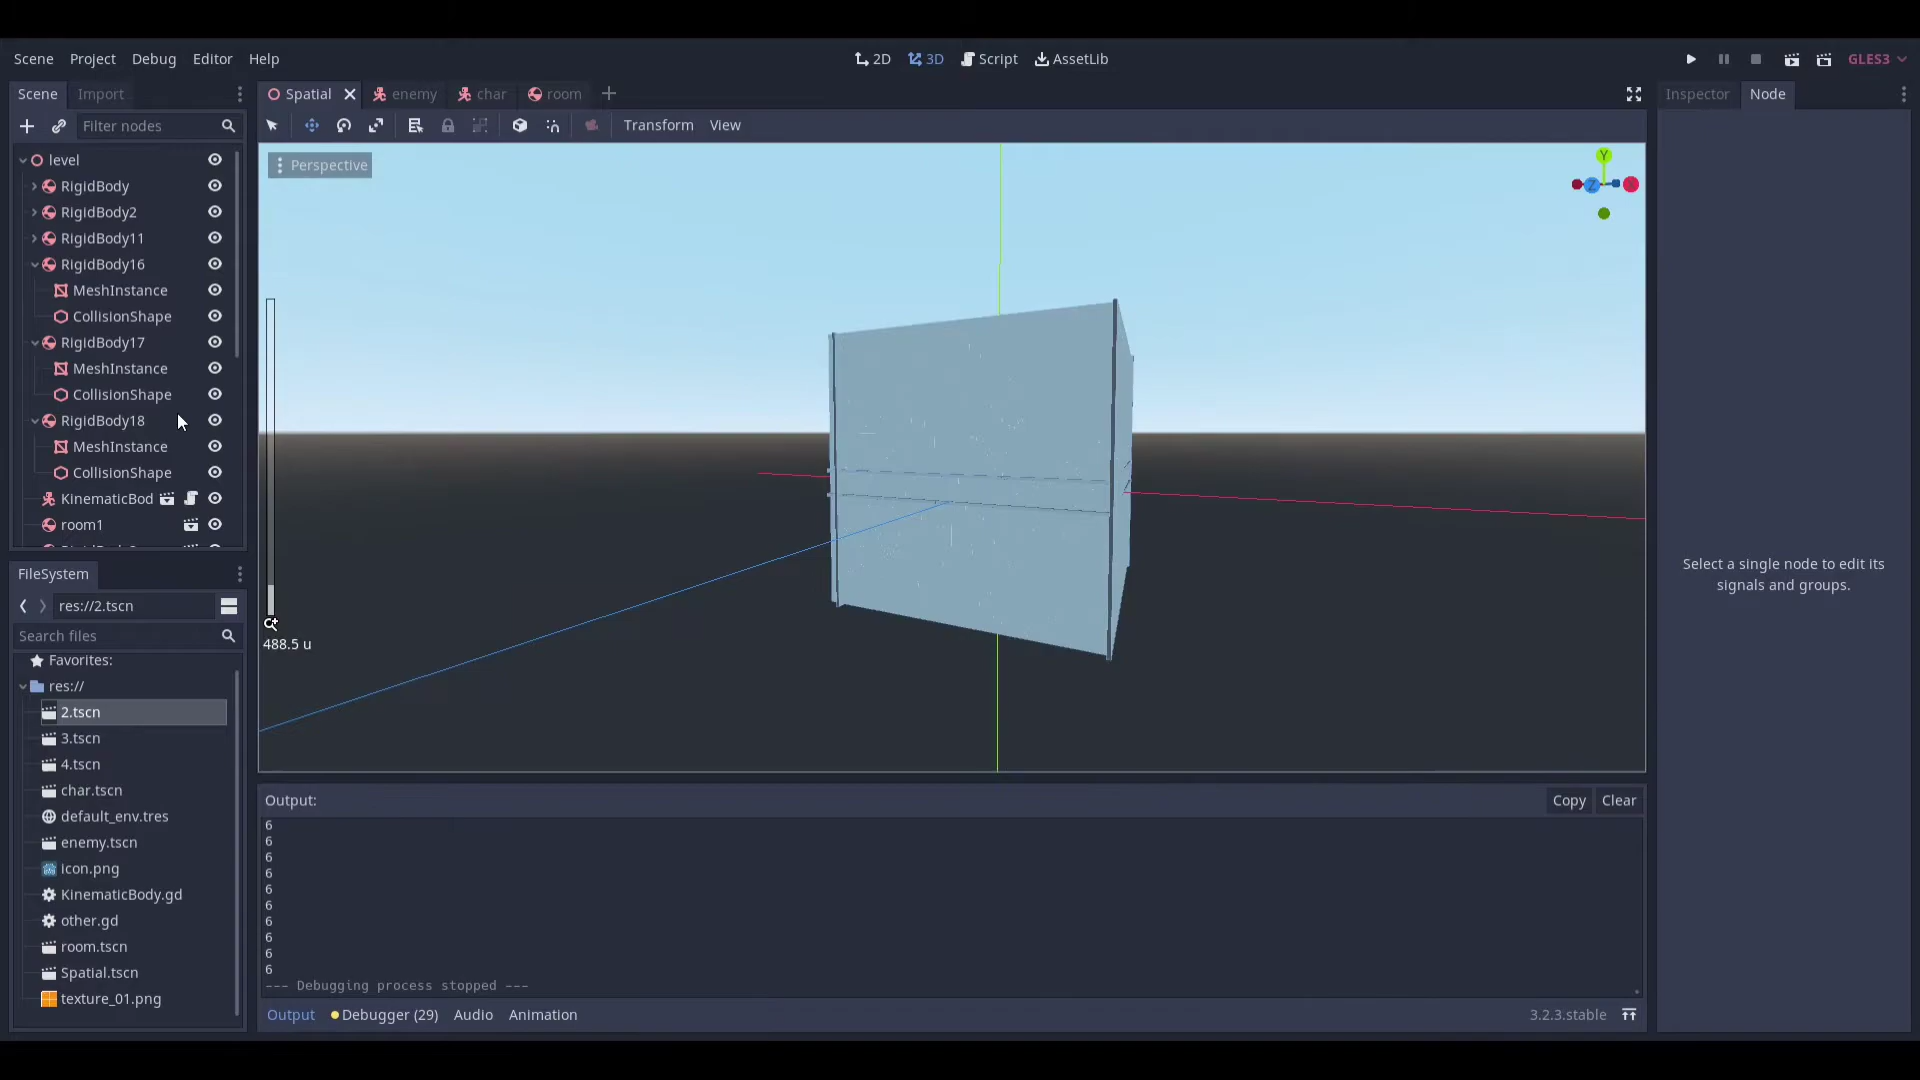 Scene Project Debug Editor Help
2D 3D Script AssetLib
GLES3
Scene Import
Spatial enemy char room
Inspector Node
Filter nodes
Transform View
Perspective
level
RigidBody
RigidBody2
RigidBody11
RigidBody16
MeshInstance
CollisionShape
RigidBody17
MeshInstance
CollisionShape
RigidBody18
MeshInstance
CollisionShape
KinematicBod
room1
Y
Z
488.5 u
Select a single node to edit its
signals and groups.
FileSystem
res://2.tscn
Search files
Favorites:
res://
2.tscn
3.tscn
4.tscn
char.tscn
default_env.tres
enemy.tscn
icon.png
KinematicBody.gd
other.gd
room.tscn
Spatial.tscn
texture_01.png
Output:
Copy Clear
6
6
6
6
6
6
6
6
6
6
--- Debugging process stopped ---
Output Debugger (29) Audio Animation
3.2.3.stable